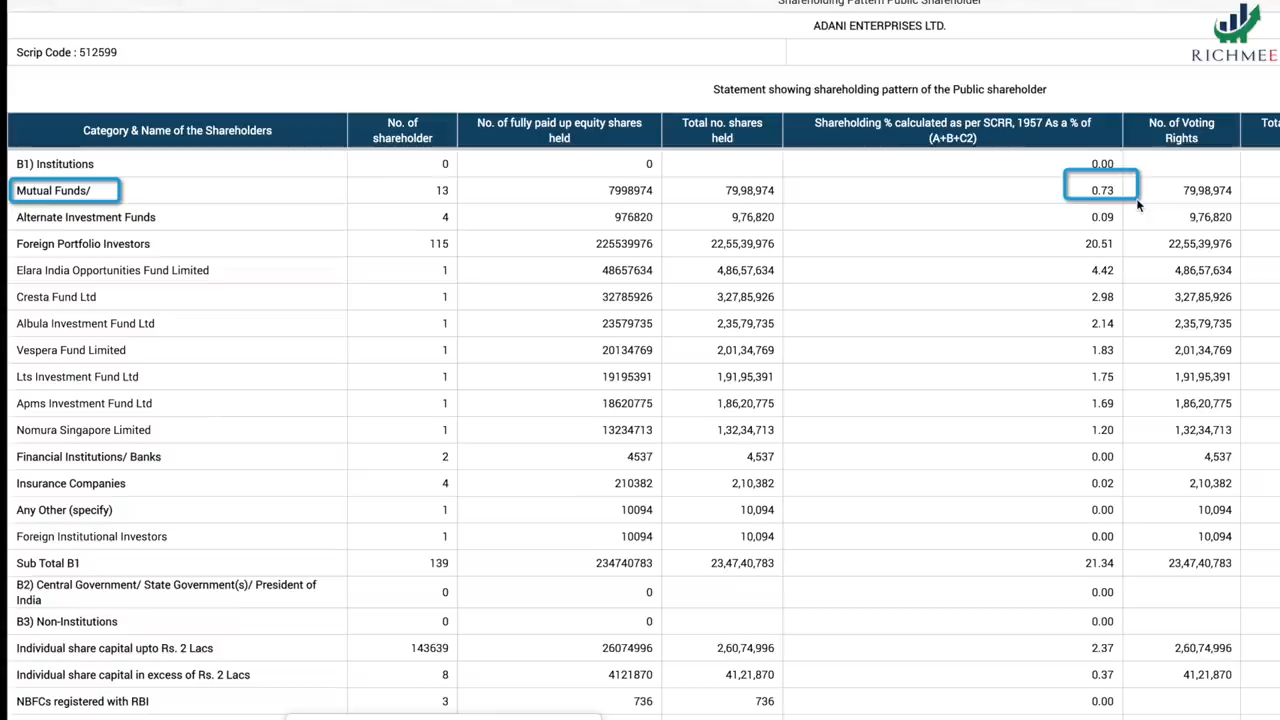 Shareholding Pattern Public Shareholder
ADANI ENTERPRISES LTD.
RICHMEE
Scrip Code : 512599
Statement showing shareholding pattern of the Public shareholder
Category & Name of the Shareholders No. of shareholder No. of fully paid up equity shares held Total no. shares held Shareholding % calculated as per SCRR, 1957 As a % of (A+B+C2) No. of Voting Rights
B1) Institutions 0 0 0.00
Mutual Funds/ 13 7998974 79,98,974 0.73 79,98,974
Alternate Investment Funds 4 976820 9,76,820 0.09 9,76,820
Foreign Portfolio Investors 115 225539976 22,55,39,976 20.51 22,55,39,976
Elara India Opportunities Fund Limited 1 48657634 4,86,57,634 4.42 4,86,57,634
Cresta Fund Ltd 1 32785926 3,27,85,926 2.98 3,27,85,926
Albula Investment Fund Ltd 1 23579735 2,35,79,735 2.14 2,35,79,735
Vespera Fund Limited 1 20134769 2,01,34,769 1.83 2,01,34,769
Lts Investment Fund Ltd 1 19195391 1,91,95,391 1.75 1,91,95,391
Apms Investment Fund Ltd 1 18620775 1,86,20,775 1.69 1,86,20,775
Nomura Singapore Limited 1 13234713 1,32,34,713 1.20 1,32,34,713
Financial Institutions/ Banks 2 4537 4,537 0.00 4,537
Insurance Companies 4 210382 2,10,382 0.02 2,10,382
Any Other (specify) 1 10094 10,094 0.00 10,094
Foreign Institutional Investors 1 10094 10,094 0.00 10,094
Sub Total B1 139 234740783 23,47,40,783 21.34 23,47,40,783
B2) Central Government/ State Government(s)/ President of India 0 0 0.00
B3) Non-Institutions 0 0 0.00
Individual share capital upto Rs. 2 Lacs 143639 26074996 2,60,74,996 2.37 2,60,74,996
Individual share capital in excess of Rs. 2 Lacs 8 4121870 41,21,870 0.37 41,21,870
NBFCs registered with RBI 3 736 736 0.00 736